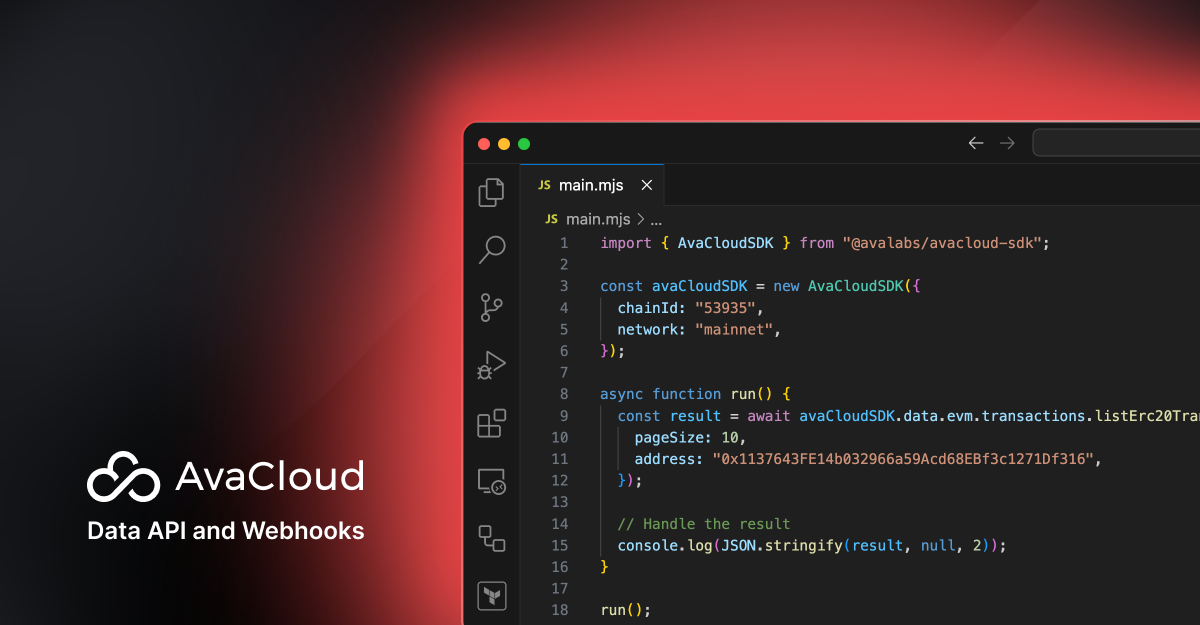 AvaCloud
Data API and Webhooks
JS main.mjs
JS main.mjs > ...
1 import { AvaCloudSDK } from "@avalabs/avacloud-sdk";
2
3 const avaCloudSDK = new AvaCloudSDK({
4 chainId: "53935",
5 network: "mainnet",
6 });
7
8 async function run() {
9 const result = await avaCloudSDK.data.evm.transactions.listErc20Tra
10 pageSize: 10,
11 address: "0x1137643FE14b032966a59Acd68EBf3c1271Df316",
12 });
13
14 // Handle the result
15 console.log(JSON.stringify(result, null, 2));
16 }
17
18 run();